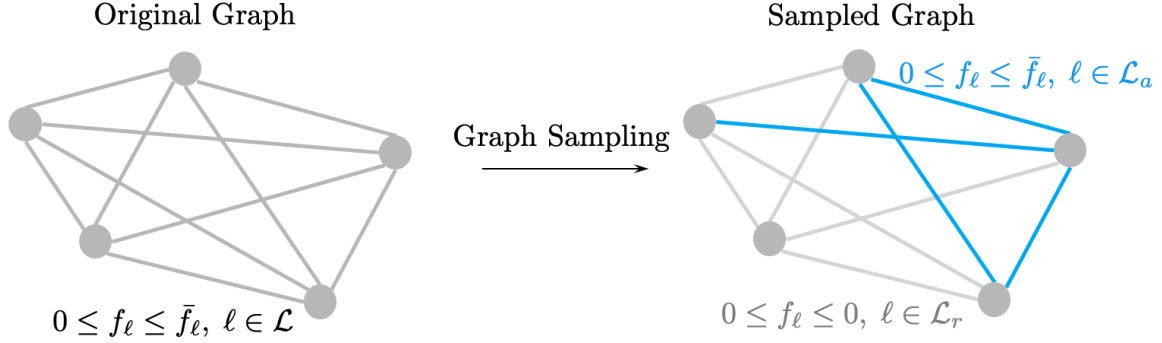 Original Graph
Sampled Graph
0 ≤ f_ℓ ≤ f̄_ℓ, ℓ ∈ 𝓛_a
Graph Sampling
0 ≤ f_ℓ ≤ f̄_ℓ, ℓ ∈ 𝓛
0 ≤ f_ℓ ≤ 0, ℓ ∈ 𝓛_r